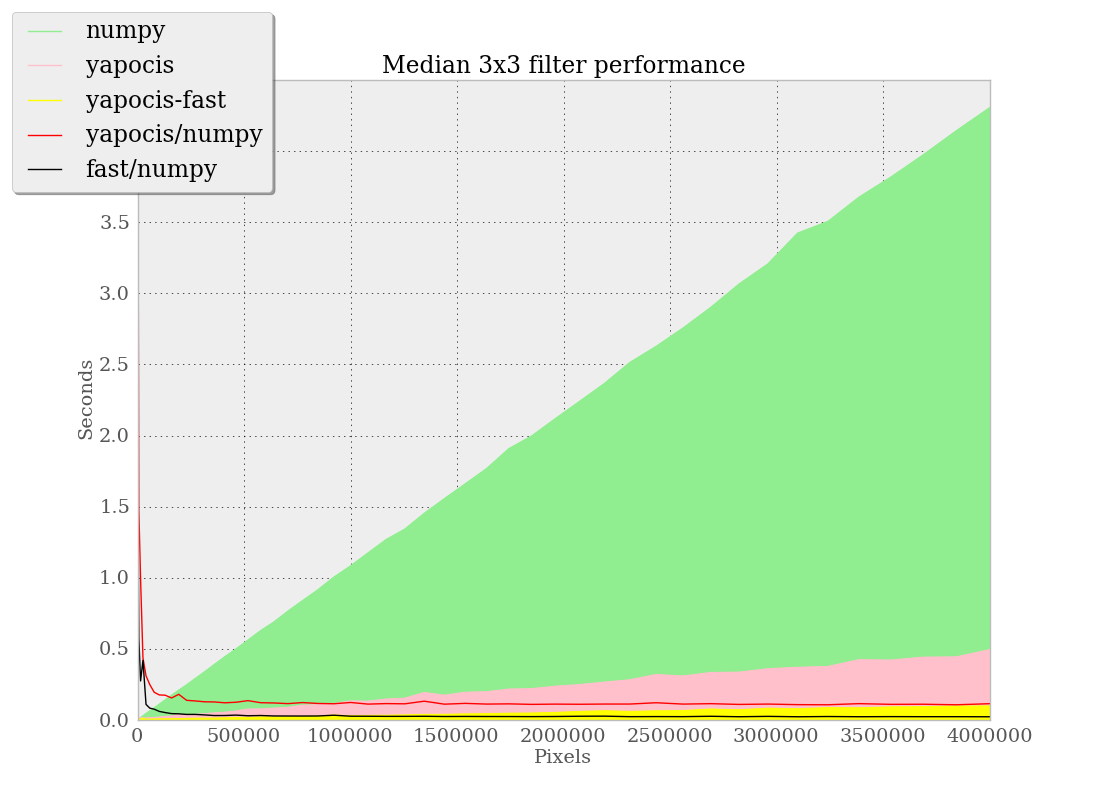 numpy
yapocis
yapocis-fast
yapocis/numpy
fast/numpy
Median 3x3 filter performance
3.5
3.0
2.5
2.0
1.5
1.0
0.5
0.0
Seconds
0 500000 1000000 1500000 2000000 2500000 3000000 3500000 4000000
Pixels